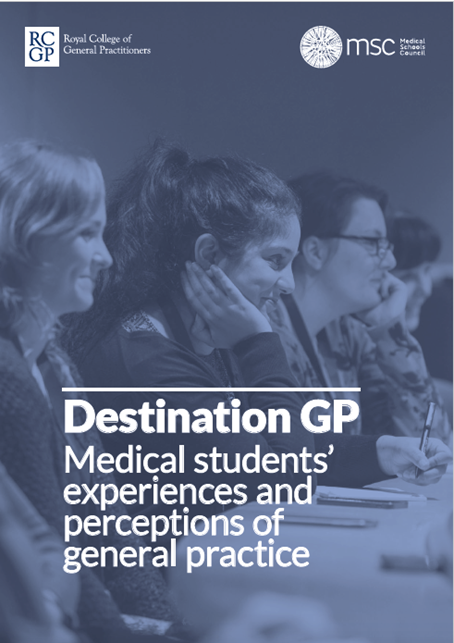 RC
GP
Royal College of
General Practitioners
msc
Medical
Schools
Council
Destination GP
Medical students’
experiences and
perceptions of
general practice